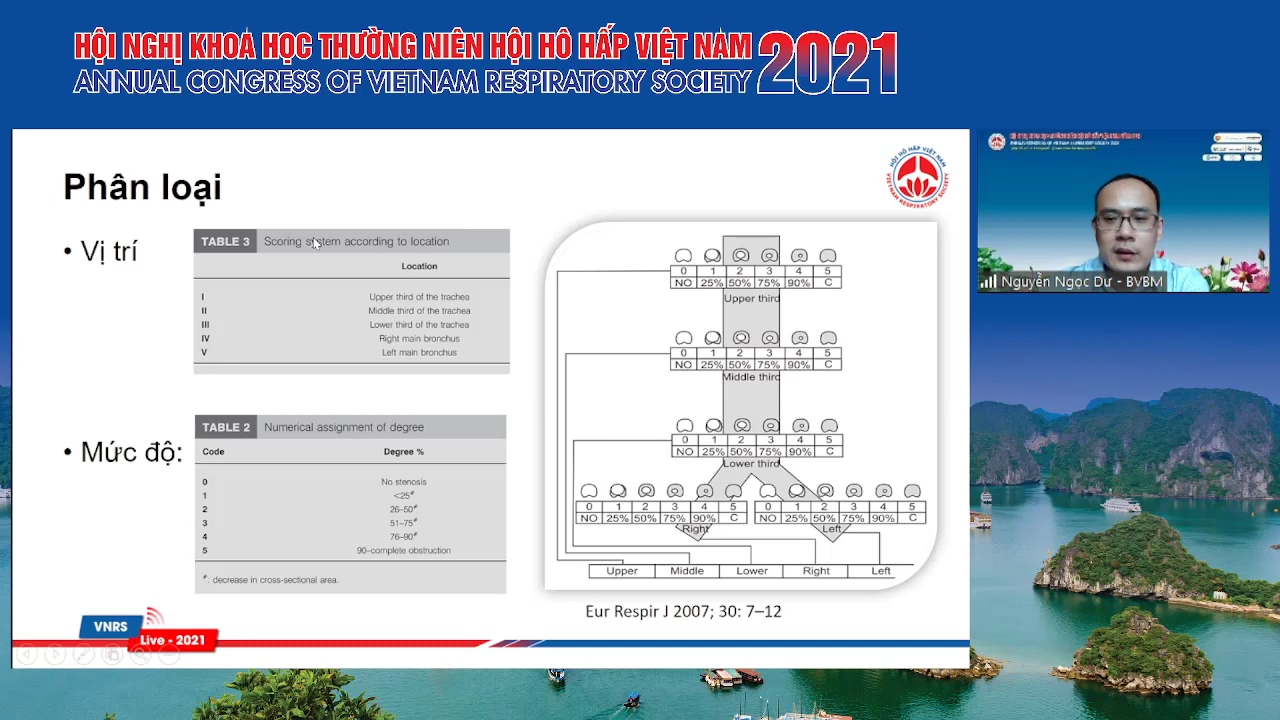 HỘI NGHỊ KHOA HỌC THƯỜNG NIÊN HỘI HÔ HẤP VIỆT NAM 2021
ANNUAL CONGRESS OF VIETNAM RESPIRATORY SOCIETY
Phân loại
HỘI HÔ HẤP VIỆT NAM
VIETNAM RESPIRATORY SOCIETY
• Vị trí
TABLE 3 Scoring system according to location
Location
I Upper third of the trachea
II Middle third of the trachea
III Lower third of the trachea
IV Right main bronchus
V Left main bronchus
• Mức độ:
TABLE 2 Numerical assignment of degree
Code Degree %
0 No stenosis
1 <25#
2 26–50#
3 51–75#
4 76–90#
5 90–complete obstruction
#: decrease in cross-sectional area.
0 1 2 3 4 5
NO 25% 50% 75% 90% C
Upper third
0 1 2 3 4 5
NO 25% 50% 75% 90% C
Middle third
0 1 2 3 4 5
NO 25% 50% 75% 90% C
Lower third
0 1 2 3 4 5 0 1 2 3 4 5
NO 25% 50% 75% 90% C NO 25% 50% 75% 90% C
Right Left
Upper Middle Lower Right Left
Eur Respir J 2007; 30: 7–12
VNRS
Live - 2021
Nguyễn Ngọc Dư - BVBM